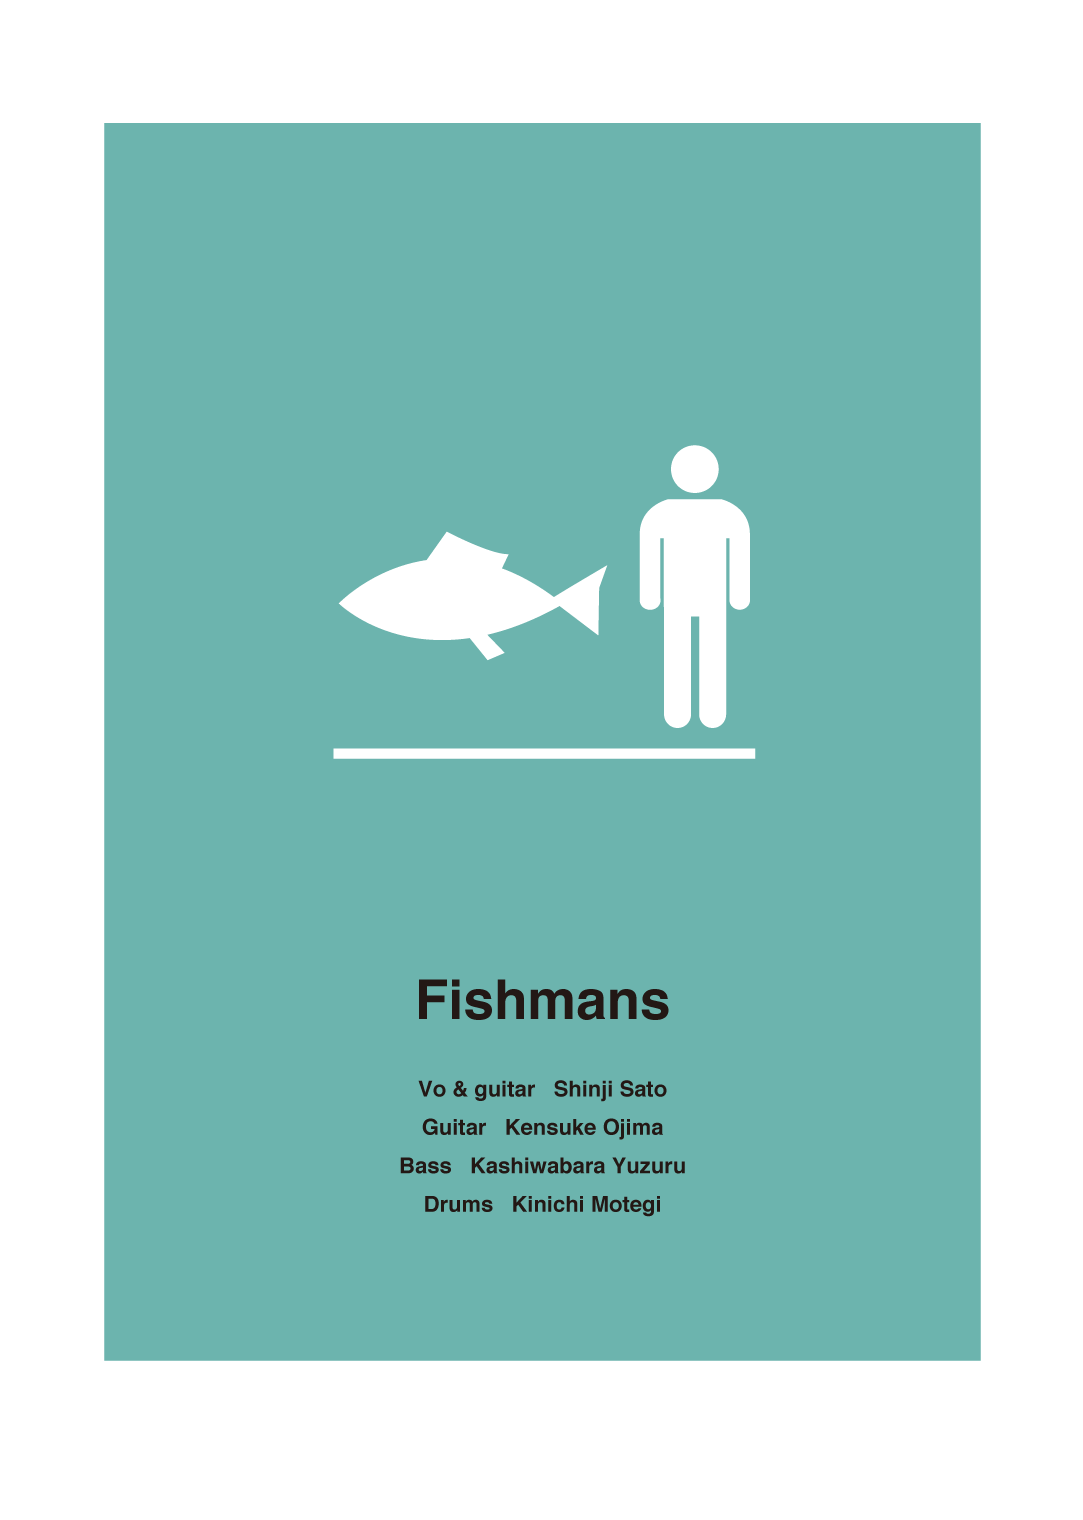 Fishmans
Vo & guitar Shinji Sato
Guitar Kensuke Ojima
Bass Kashiwabara Yuzuru
Drums Kinichi Motegi